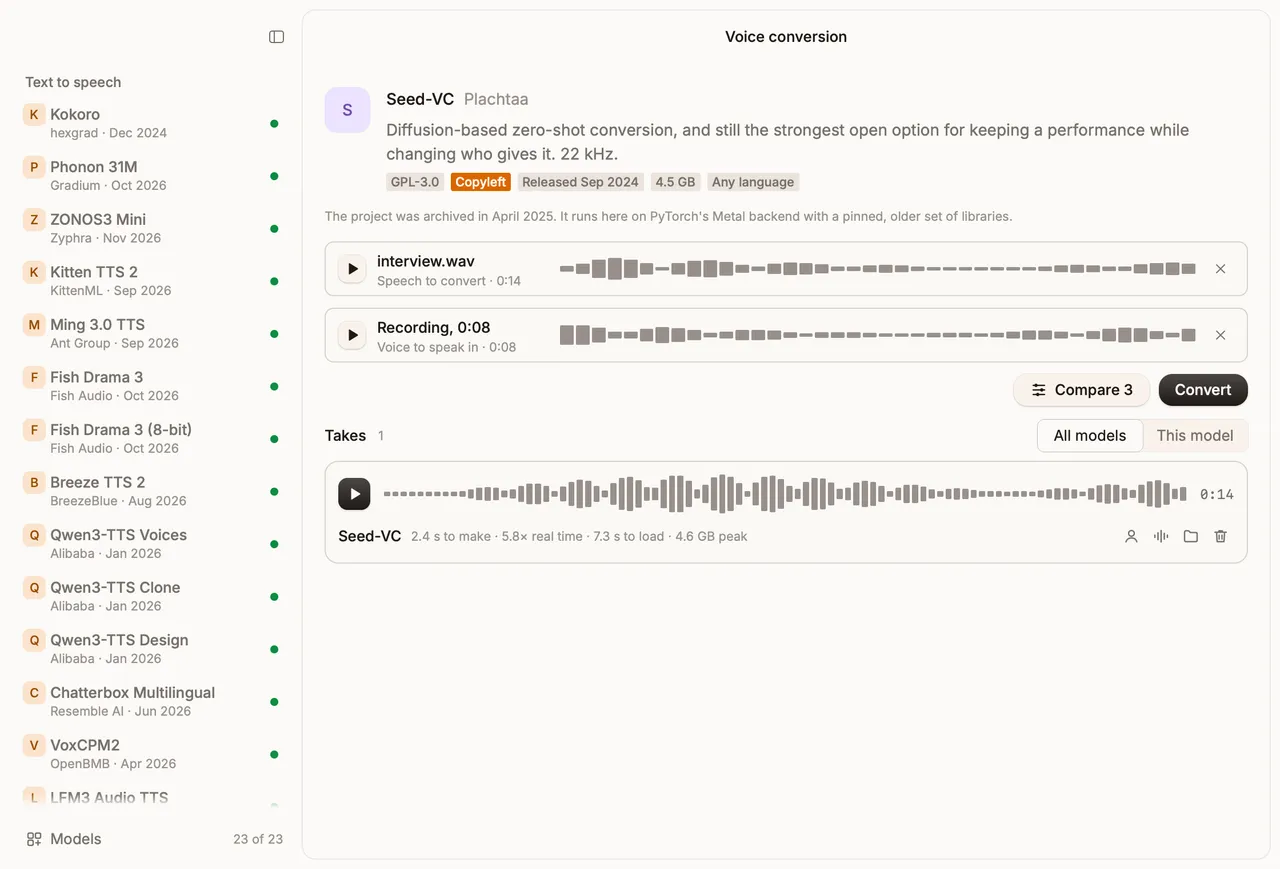 Text to speech
K
Kokoro
hexgrad · Dec 2024
P
Phonon 31M
Gradium · Oct 2026
Z
ZONOS3 Mini
Zyphra · Nov 2026
K
Kitten TTS 2
KittenML · Sep 2026
M
Ming 3.0 TTS
Ant Group · Sep 2026
F
Fish Drama 3
Fish Audio · Oct 2026
F
Fish Drama 3 (8-bit)
Fish Audio · Oct 2026
B
Breeze TTS 2
BreezeBlue · Aug 2026
Q
Qwen3-TTS Voices
Alibaba · Jan 2026
Q
Qwen3-TTS Clone
Alibaba · Jan 2026
Q
Qwen3-TTS Design
Alibaba · Jan 2026
C
Chatterbox Multilingual
Resemble AI · Jun 2026
V
VoxCPM2
OpenBMB · Apr 2026
L
LFM3 Audio TTS
Models 23 of 23
Voice conversion
S
Seed-VC Plachtaa
Diffusion-based zero-shot conversion, and still the strongest open option for keeping a performance while
changing who gives it. 22 kHz.
GPL-3.0 Copyleft Released Sep 2024 4.5 GB Any language
The project was archived in April 2025. It runs here on PyTorch's Metal backend with a pinned, older set of libraries.
interview.wav
Speech to convert · 0:14
Recording, 0:08
Voice to speak in · 0:08
Compare 3 Convert
Takes 1 All models This model
0:14
Seed-VC 2.4 s to make · 5.8× real time · 7.3 s to load · 4.6 GB peak